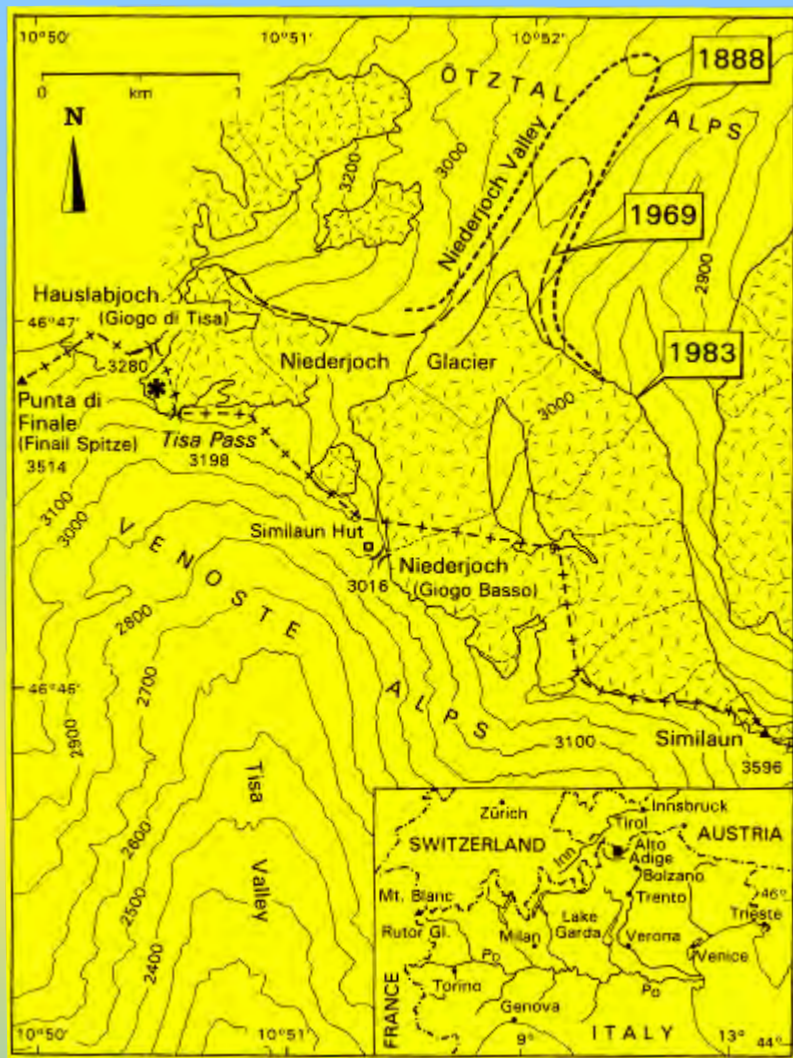 10°50'
10°51'
10°52'
0
1
km
N
ÖTZTAL
ALPS
1888
1969
1983
Niederjoch Valley
3200
3000
2900
Hauslabjoch
(Giogo di Tisa)
46°47'
3280
Niederjoch Glacier
3000
*
Punta di
Finale
(Finail Spitze)
3514
Tisa Pass
3198
3100
3000
Similaun Hut
Niederjoch
(Giogo Basso)
3016
VENOSTE
ALPS
2800
2700
46°45'
2900
3100
Similaun
3596
Tisa
Valley
2600
2500
2400
Zürich
Innsbruck
Tirol
SWITZERLAND
AUSTRIA
Inn
Alto
Adige
Bolzano
Mt. Blanc
Trento
46°
Trieste
Rutor Gl.
Milan
Lake
Garda
Verona
Venice
Po
Po
Torino
Genova
FRANCE
ITALY
9°
13°
44°
10°50'
10°51'